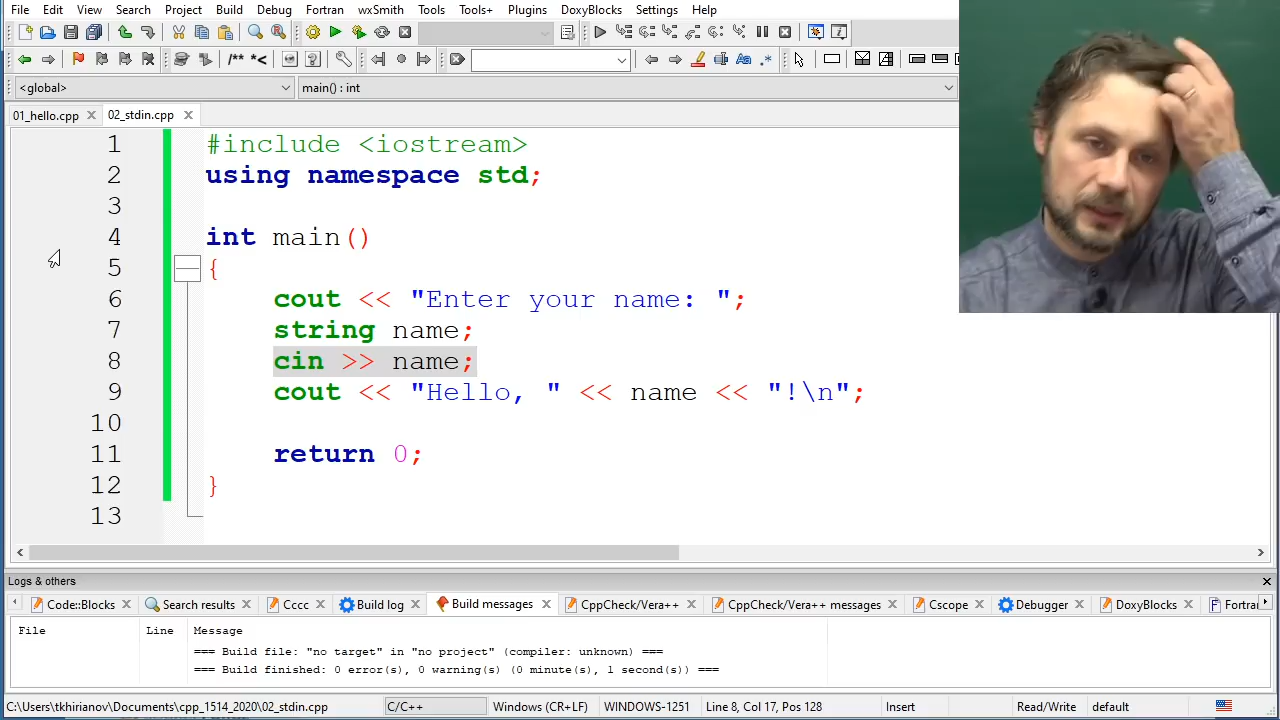 File Edit View Search Project Build Debug Fortran wxSmith Tools Tools+ Plugins DoxyBlocks Settings Help
/** *<
<global> main() : int
01_hello.cpp 02_stdin.cpp
1 #include <iostream>
2 using namespace std;
3
4 int main()
5 {
6 cout << "Enter your name: ";
7 string name;
8 cin >> name;
9 cout << "Hello, " << name << "!\n";
10
11 return 0;
12 }
13
Logs & others
Code::Blocks Search results Cccc Build log Build messages CppCheck/Vera++ CppCheck/Vera++ messages Cscope Debugger DoxyBlocks Fortran
File Line Message
=== Build file: "no target" in "no project" (compiler: unknown) ===
=== Build finished: 0 error(s), 0 warning(s) (0 minute(s), 1 second(s)) ===
C:\Users\tkhirianov\Documents\cpp_1514_2020\02_stdin.cpp C/C++ Windows (CR+LF) WINDOWS-1251 Line 8, Col 17, Pos 128 Insert Read/Write default